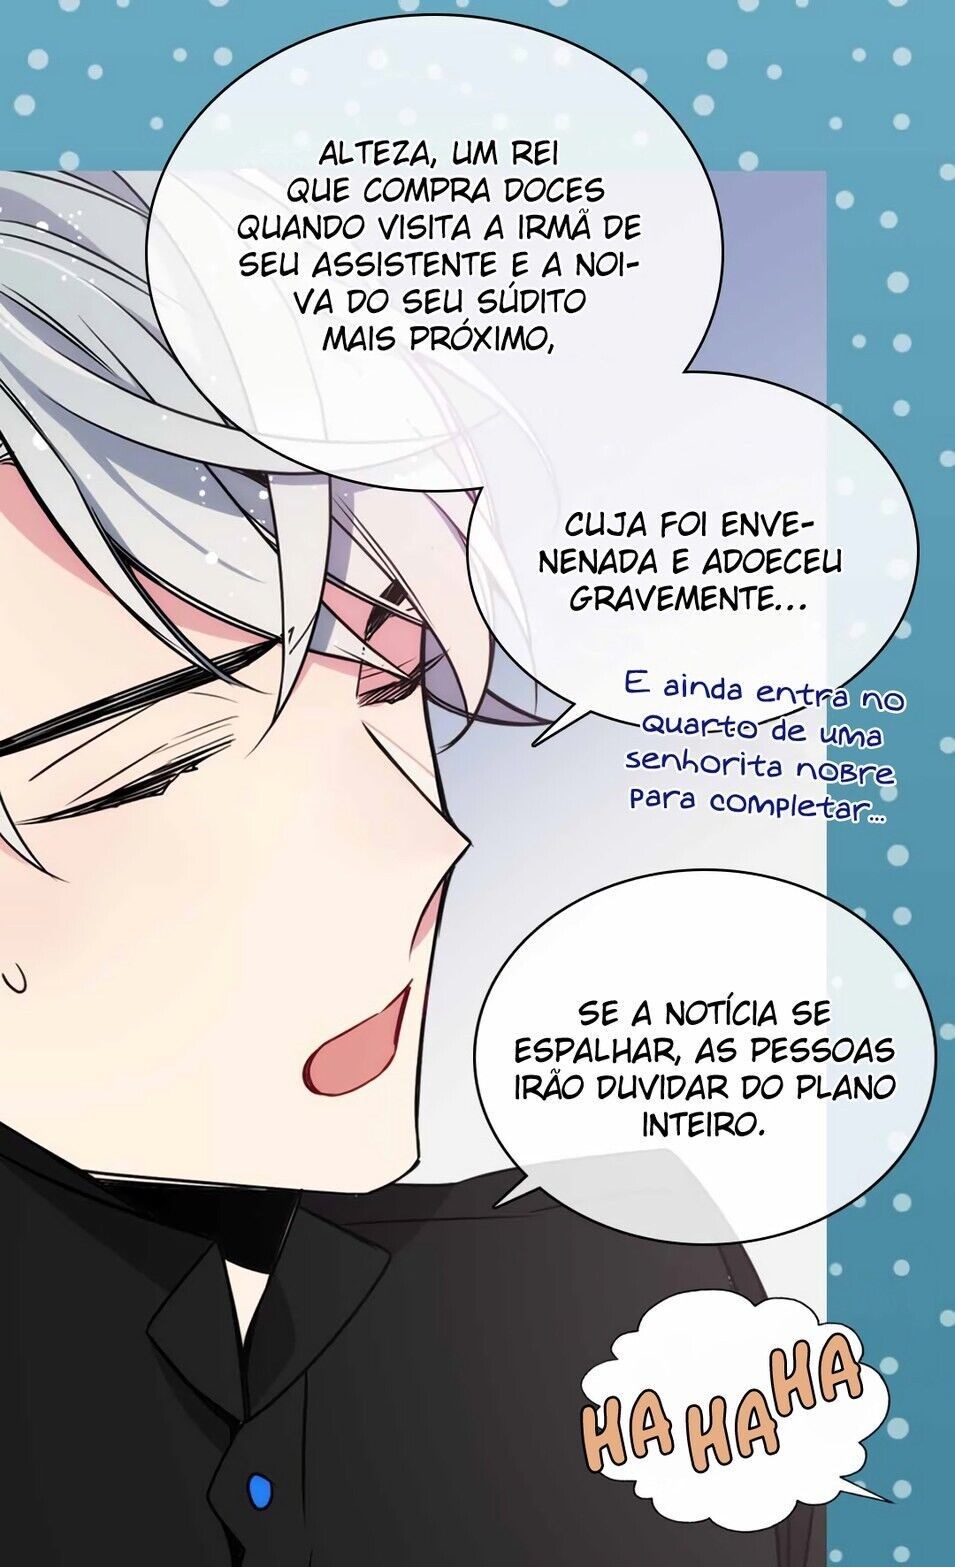 ALTEZA, UM REI
QUE COMPRA DOCES
QUANDO VISITA A IRMÃ DE
SEU ASSISTENTE E A NOI-
VA DO SEU SÚDITO
MAIS PRÓXIMO,
CUJA FOI ENVE-
NENADA E ADOECEU
GRAVEMENTE...
E ainda entra no
quarto de uma
senhorita nobre
para completar...
SE A NOTÍCIA SE
ESPALHAR, AS PESSOAS
IRÃO DUVIDAR DO PLANO
INTEIRO.
HA HA HA